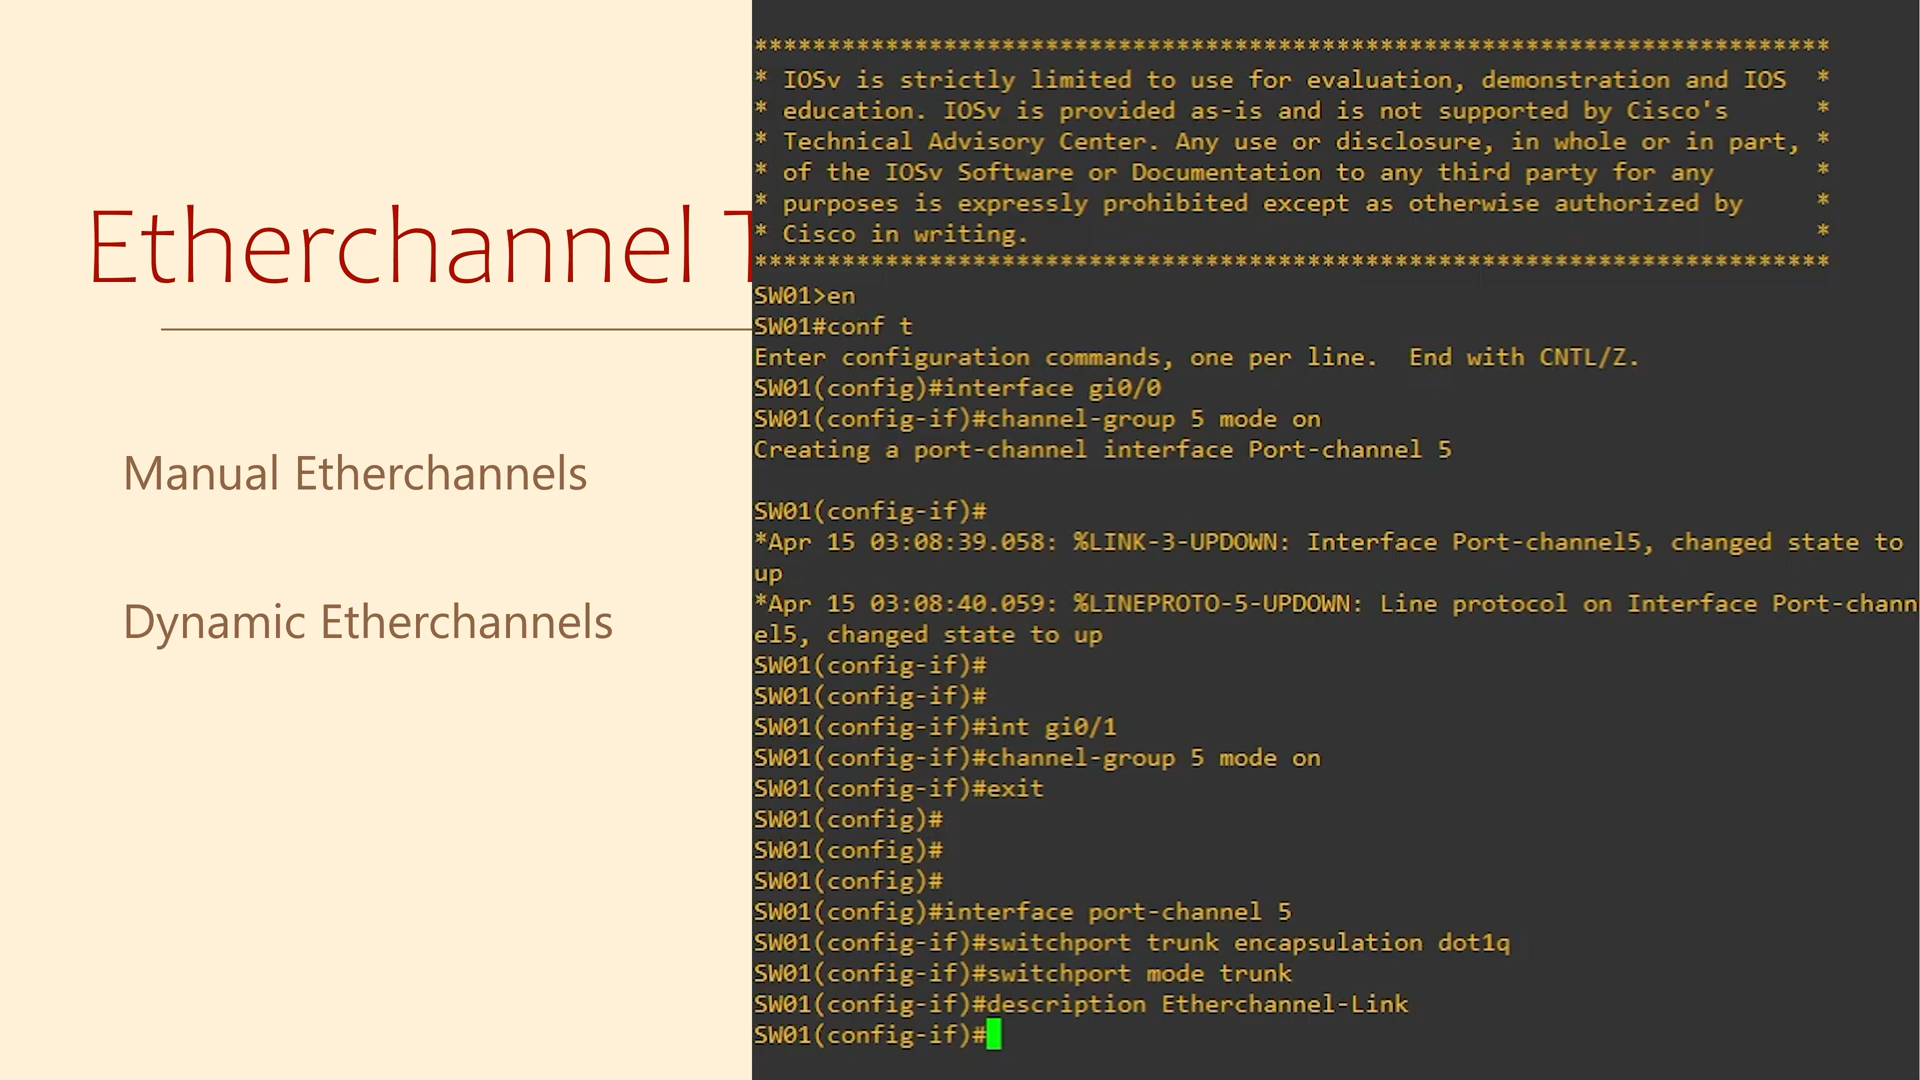 Etherchannel T
Manual Etherchannels
Dynamic Etherchannels
**************************************************************************
* IOSv is strictly limited to use for evaluation, demonstration and IOS  *
* education. IOSv is provided as-is and is not supported by Cisco's      *
* Technical Advisory Center. Any use or disclosure, in whole or in part, *
* of the IOSv Software or Documentation to any third party for any       *
* purposes is expressly prohibited except as otherwise authorized by     *
* Cisco in writing.                                                      *
**************************************************************************
SW01>en
SW01#conf t
Enter configuration commands, one per line.  End with CNTL/Z.
SW01(config)#interface gi0/0
SW01(config-if)#channel-group 5 mode on
Creating a port-channel interface Port-channel 5
SW01(config-if)#
*Apr 15 03:08:39.058: %LINK-3-UPDOWN: Interface Port-channel5, changed state to
up
*Apr 15 03:08:40.059: %LINEPROTO-5-UPDOWN: Line protocol on Interface Port-chann
el5, changed state to up
SW01(config-if)#
SW01(config-if)#
SW01(config-if)#int gi0/1
SW01(config-if)#channel-group 5 mode on
SW01(config-if)#exit
SW01(config)#
SW01(config)#
SW01(config)#
SW01(config)#interface port-channel 5
SW01(config-if)#switchport trunk encapsulation dot1q
SW01(config-if)#switchport mode trunk
SW01(config-if)#description Etherchannel-Link
SW01(config-if)#